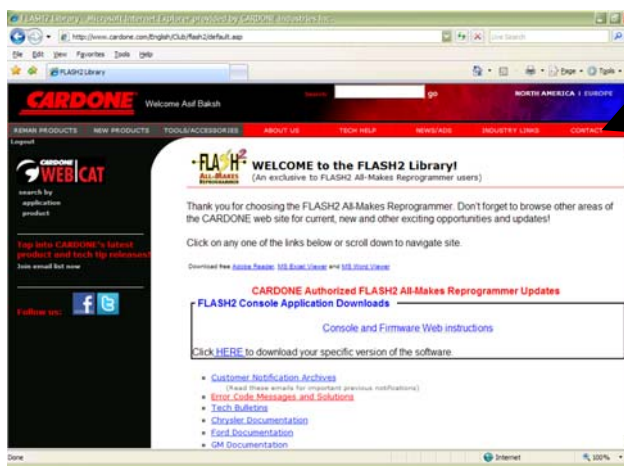 FLASH2 Library - Microsoft Internet Explorer provided by CARDONE Industries Inc.
http://www.cardone.com/English/Club/flash2/default.asp
Live Search
File Edit View Favorites Tools Help
FLASH2 Library
Page Tools
CARDONE
Welcome Asif Baksh
Search
go
NORTH AMERICA | EUROPE
REMAN PRODUCTS NEW PRODUCTS TOOLS/ACCESSORIES ABOUT US TECH HELP NEWS/ADS INDUSTRY LINKS CONTACT
Logout
CARDONE
WEBCAT
search by
application
product
Tap into CARDONE's latest
product and tech tip releases!
Join email list now
Follow us:
FLASH2
ALL-MAKES
REPROGRAMMER
WELCOME to the FLASH2 Library!
(An exclusive to FLASH2 All-Makes Reprogrammer users)
Thank you for choosing the FLASH2 All-Makes Reprogrammer. Don't forget to browse other areas of
the CARDONE web site for current, new and other exciting opportunities and updates!
Click on any one of the links below or scroll down to navigate site.
Download free Adobe Reader, MS Excel Viewer and MS Word Viewer
CARDONE Authorized FLASH2 All-Makes Reprogrammer Updates
FLASH2 Console Application Downloads
Console and Firmware Web instructions
Click HERE to download your specific version of the software.
Customer Notification Archives
(Read these emails for important previous notifications)
Error Code Messages and Solutions
Tech Bulletins
Chrysler Documentation
Ford Documentation
GM Documentation
Done
Internet
100%